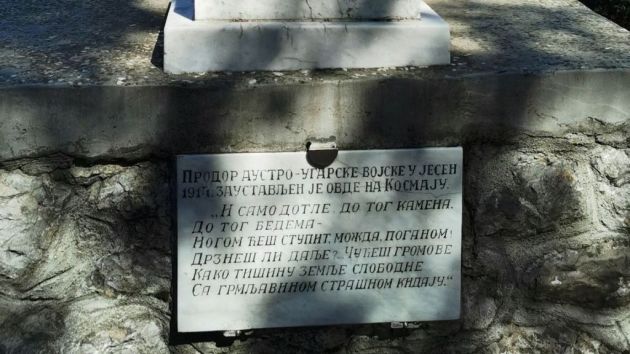 ПРОДОР АУСТРО-УГАРСКЕ ВОЈСКЕ У ЈЕСЕН
1914. ЗАУСТАВЉЕН ЈЕ ОВДЕ НА КОСМАЈУ.
„И САМО ДОТЛЕ, ДО ТОГ КАМЕНА,
ДО ТОГ БЕДЕМА –
НОГОМ ЋЕШ СТУПИТ, МОЖДА, ПОГАНОМ!
ДРЗНЕШ ЛИ ДАЉЕ?.. ЧУЋЕШ ГРОМОВЕ
КАКО ТИШИНУ ЗЕМЉЕ СЛОБОДНЕ
СА ГРМЉАВИНОМ СТРАШНОМ КИДАЈУ.“